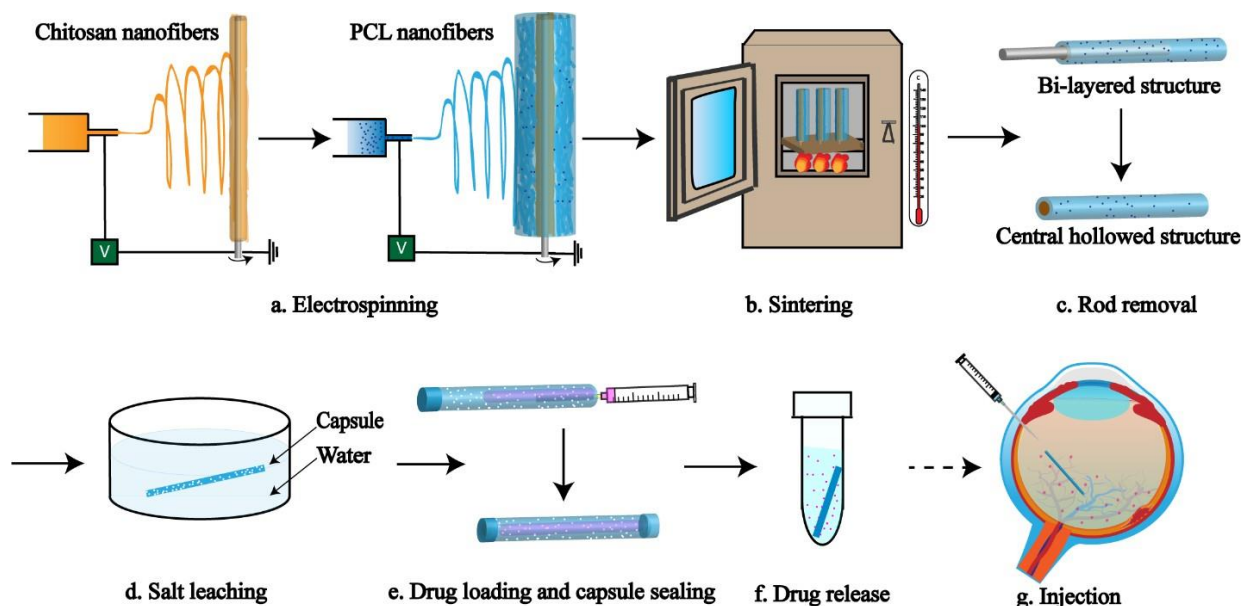 Chitosan nanofibers
PCL nanofibers
V
V
c
Bi-layered structure
Central hollowed structure
a. Electrospinning
b. Sintering
c. Rod removal
Capsule
Water
d. Salt leaching
e. Drug loading and capsule sealing
f. Drug release
g. Injection